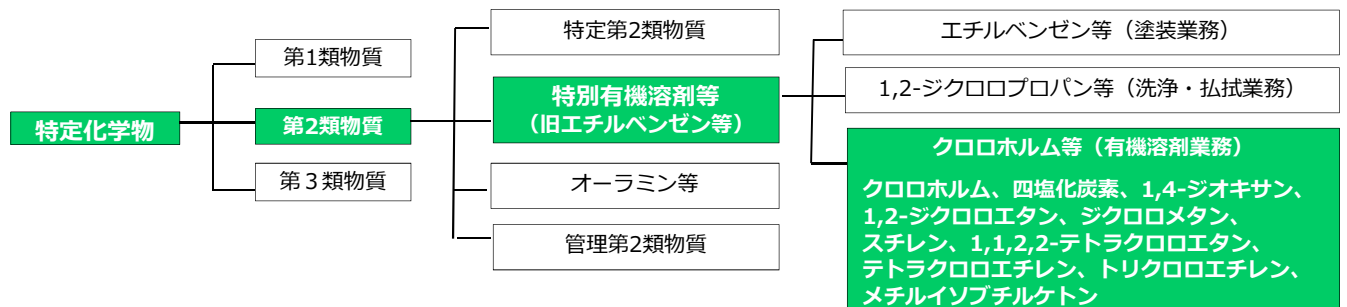 特定化学物
第1類物質
第2類物質
第３類物質
特定第2類物質
特別有機溶剤等
（旧エチルベンゼン等）
オーラミン等
管理第2類物質
エチルベンゼン等（塗装業務）
1,2-ジクロロプロパン等（洗浄・払拭業務）
クロロホルム等（有機溶剤業務）
クロロホルム、四塩化炭素、1,4-ジオキサン、
1,2-ジクロロエタン、ジクロロメタン、
スチレン、1,1,2,2-テトラクロロエタン、
テトラクロロエチレン、トリクロロエチレン、
メチルイソブチルケトン